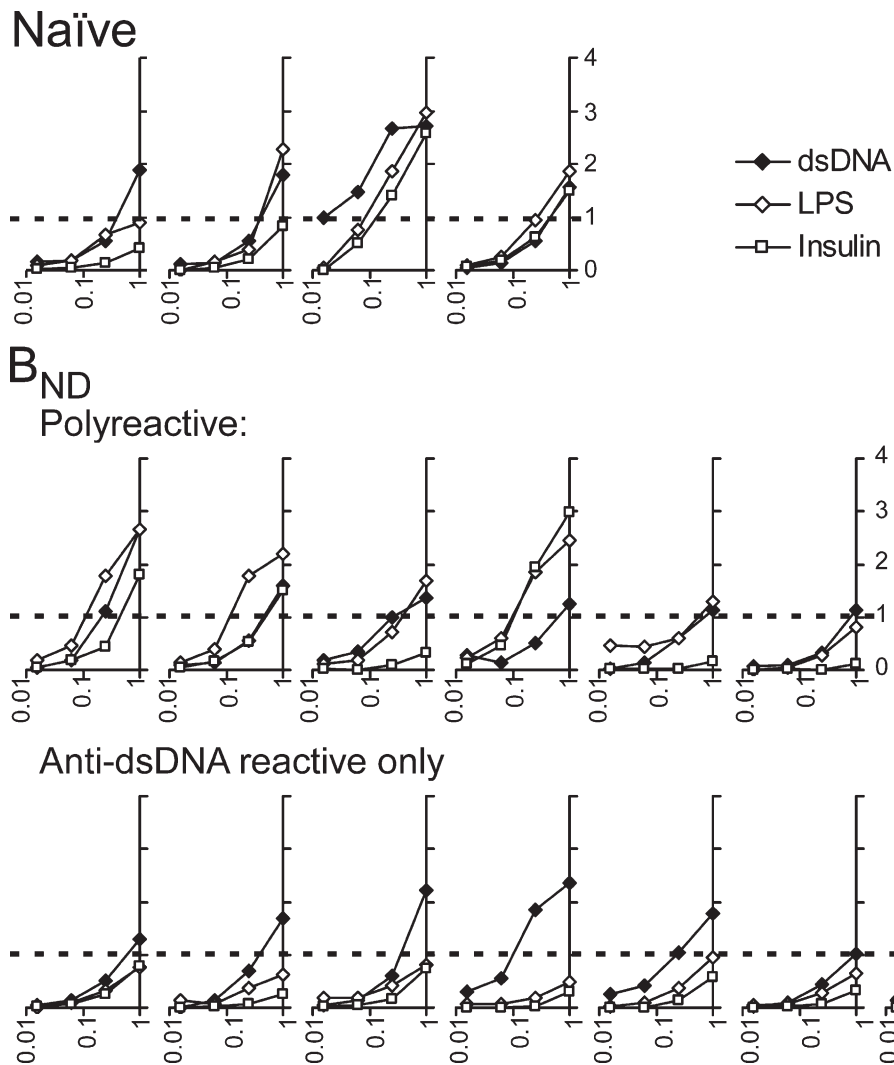 Naïve
4
3
2
1
0
dsDNA
LPS
Insulin
0.01 0.1 1 0.01 0.1 1 0.01 0.1 1 0.01 0.1 1
BND
Polyreactive:
4
3
2
1
0
0.01 0.1 1 0.01 0.1 1 0.01 0.1 1 0.01 0.1 1 0.01 0.1 1 0.01 0.1 1
Anti-dsDNA reactive only
0.01 0.1 1 0.01 0.1 1 0.01 0.1 1 0.01 0.1 1 0.01 0.1 1 0.01 0.1 1 0.01